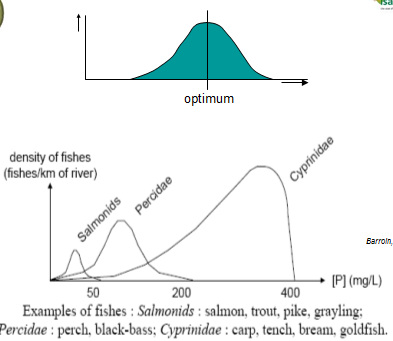 isa
optimum
density of fishes
(fishes/km of river)
Salmonids
Percidae
Cyprinidae
Barroin,
[P] (mg/L)
50 200 400
Examples of fishes : Salmonids : salmon, trout, pike, grayling;
Percidae : perch, black-bass; Cyprinidae : carp, tench, bream, goldfish.